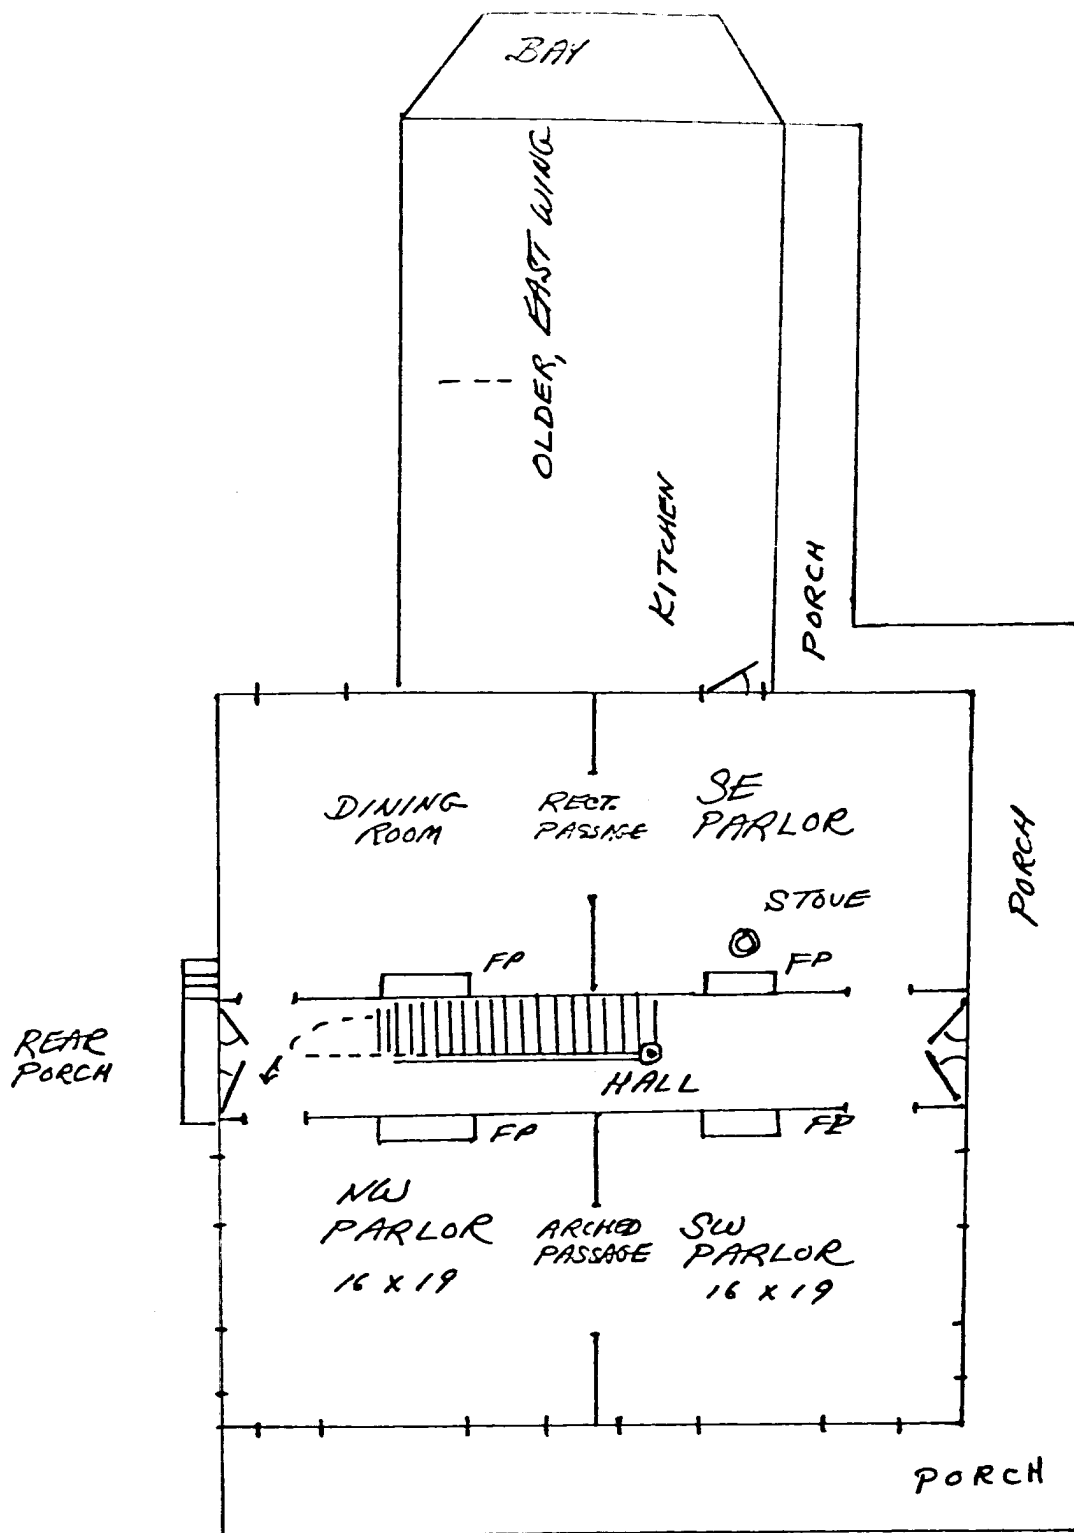 BAY
OLDER, EAST WING
KITCHEN
PORCH
DINING
ROOM
RECT.
PASSAGE
SE
PARLOR
PORCH
STOVE
FP
FP
REAR
PORCH
HALL
FP
FP
NW
PARLOR
16 x 19
ARCHED
PASSAGE
SW
PARLOR
16 x 19
PORCH